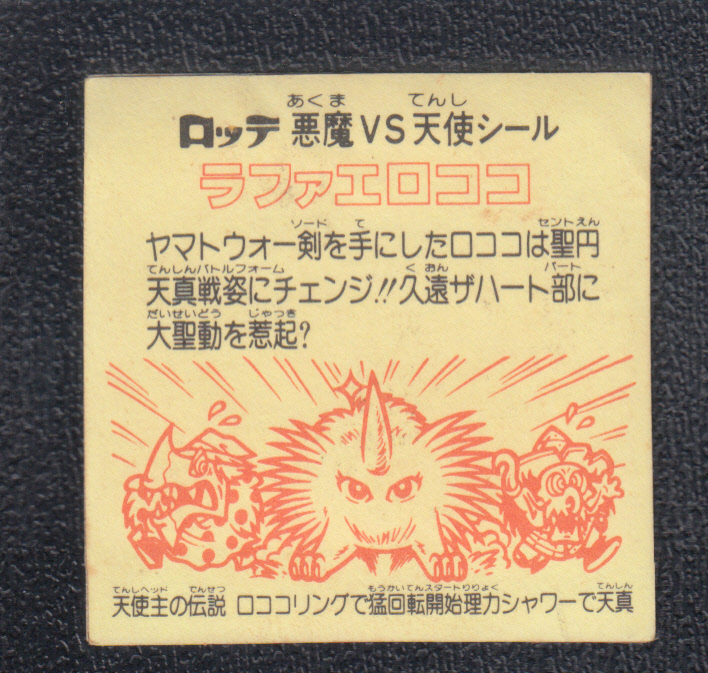 ロッテ 悪魔VS天使シール
ラファエロココ
ヤマトウォー剣を手にしたロココは聖円
天真戦姿にチェンジ!!久遠ザハート部に
大聖動を惹起?
天使主の伝説 ロココリングで猛回転開始理力シャワーで天真